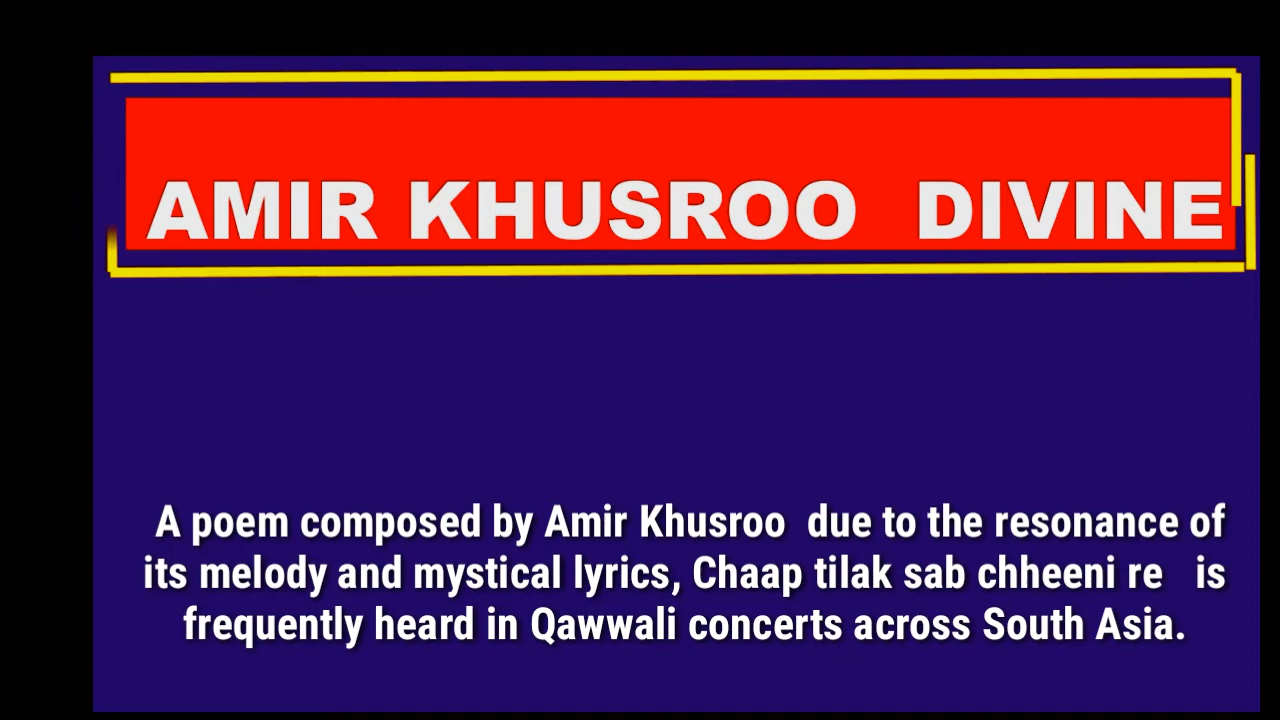 AMIR KHUSROO DIVINE
A poem composed by Amir Khusroo due to the resonance of
its melody and mystical lyrics, Chaap tilak sab chheeni re is
frequently heard in Qawwali concerts across South Asia.